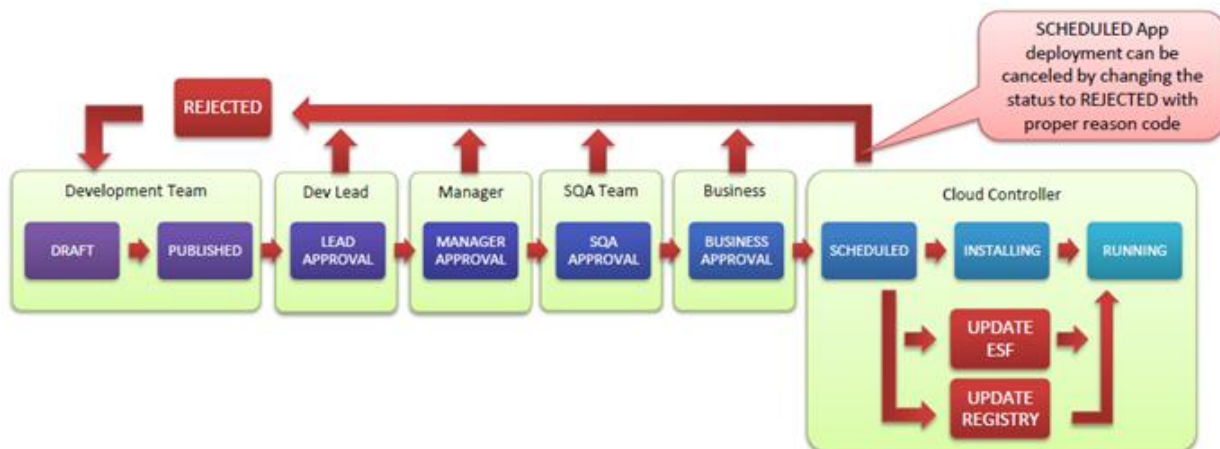 SCHEDULED App
deployment can be
canceled by changing the
status to REJECTED with
proper reason code
REJECTED
Development Team
Dev Lead
Manager
SQA Team
Business
Cloud Controller
DRAFT
PUBLISHED
LEAD
APPROVAL
MANAGER
APPROVAL
SQA
APPROVAL
BUSINESS
APPROVAL
SCHEDULED
INSTALLING
RUNNING
UPDATE
ESF
UPDATE
REGISTRY